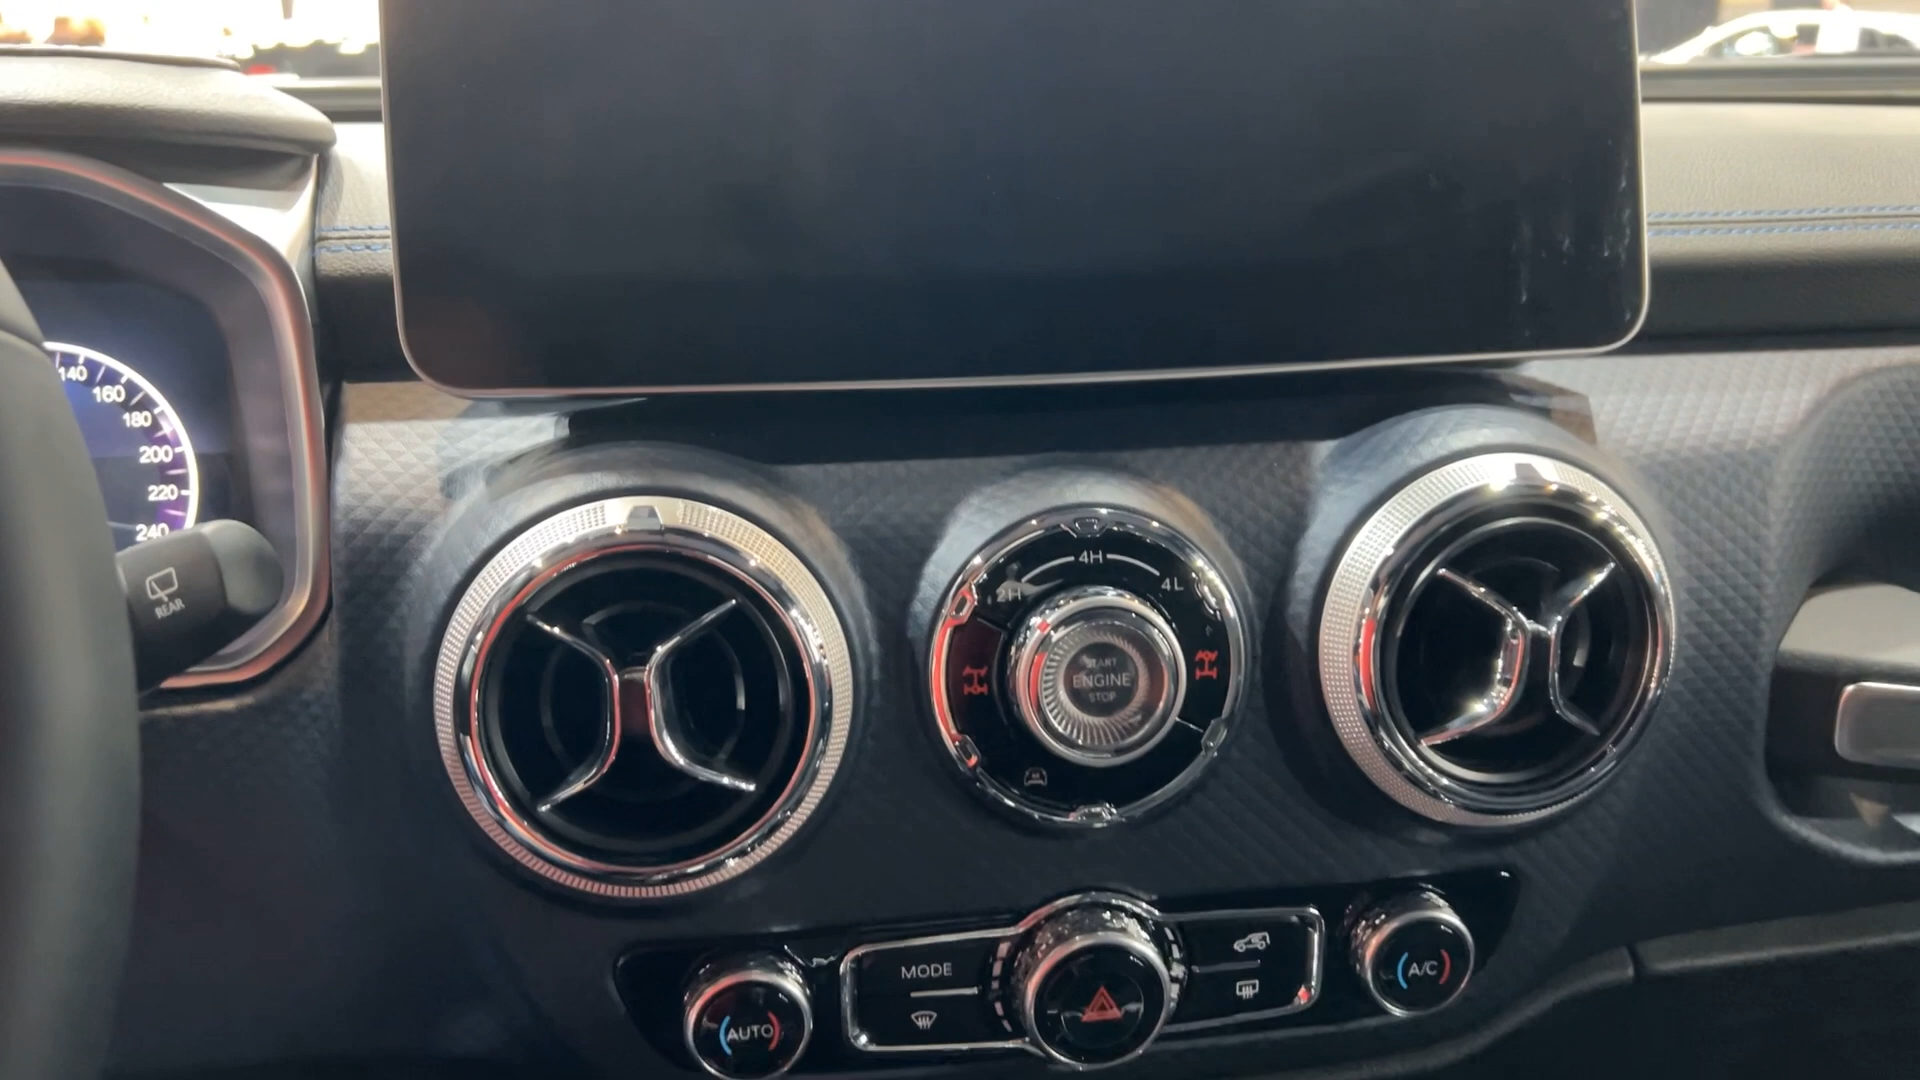 140
160
180
200
220
240
REAR
4H
2H
4L
START
ENGINE
STOP
MODE
AUTO
A/C